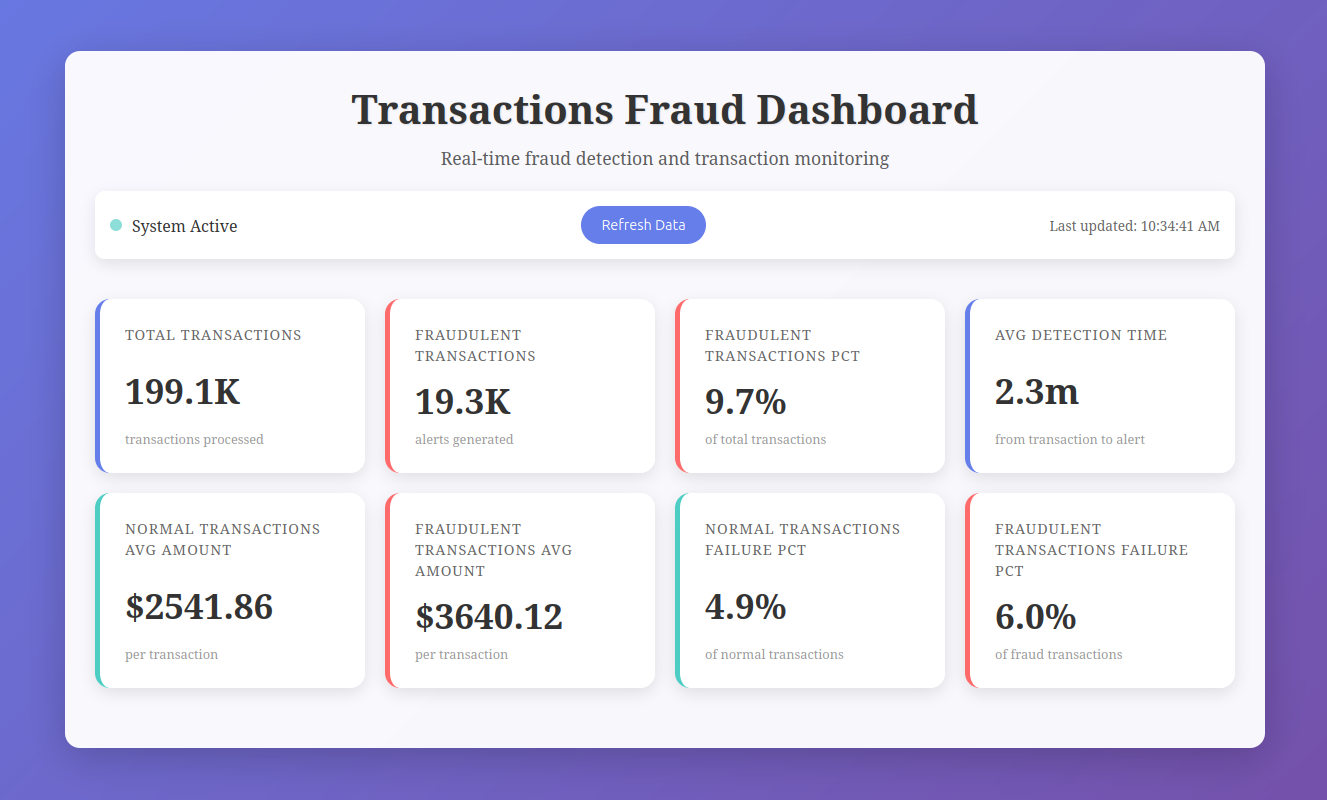 Transactions Fraud Dashboard
Real-time fraud detection and transaction monitoring
System Active
Refresh Data
Last updated: 10:34:41 AM
TOTAL TRANSACTIONS
199.1K
transactions processed
FRAUDULENT
TRANSACTIONS
19.3K
alerts generated
FRAUDULENT
TRANSACTIONS PCT
9.7%
of total transactions
AVG DETECTION TIME
2.3m
from transaction to alert
NORMAL TRANSACTIONS
AVG AMOUNT
$2541.86
per transaction
FRAUDULENT
TRANSACTIONS AVG
AMOUNT
$3640.12
per transaction
NORMAL TRANSACTIONS
FAILURE PCT
4.9%
of normal transactions
FRAUDULENT
TRANSACTIONS FAILURE
PCT
6.0%
of fraud transactions